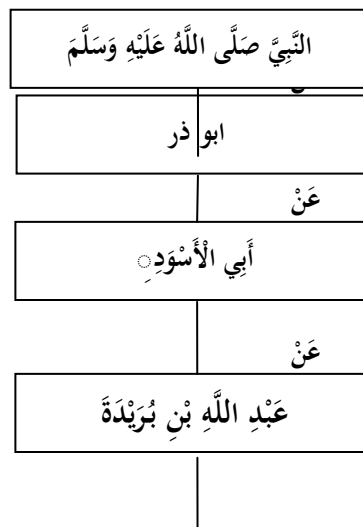 النَّبِيَّ صَلَّى اللَّهُ عَلَيْهِ وَسَلَّمَ
ابو ذر
عَنْ
أَبِي الْأَسْوَدِ◌ِ
عَنْ
عَبْدِ اللَّهِ بْنِ بُرَيْدَةَ